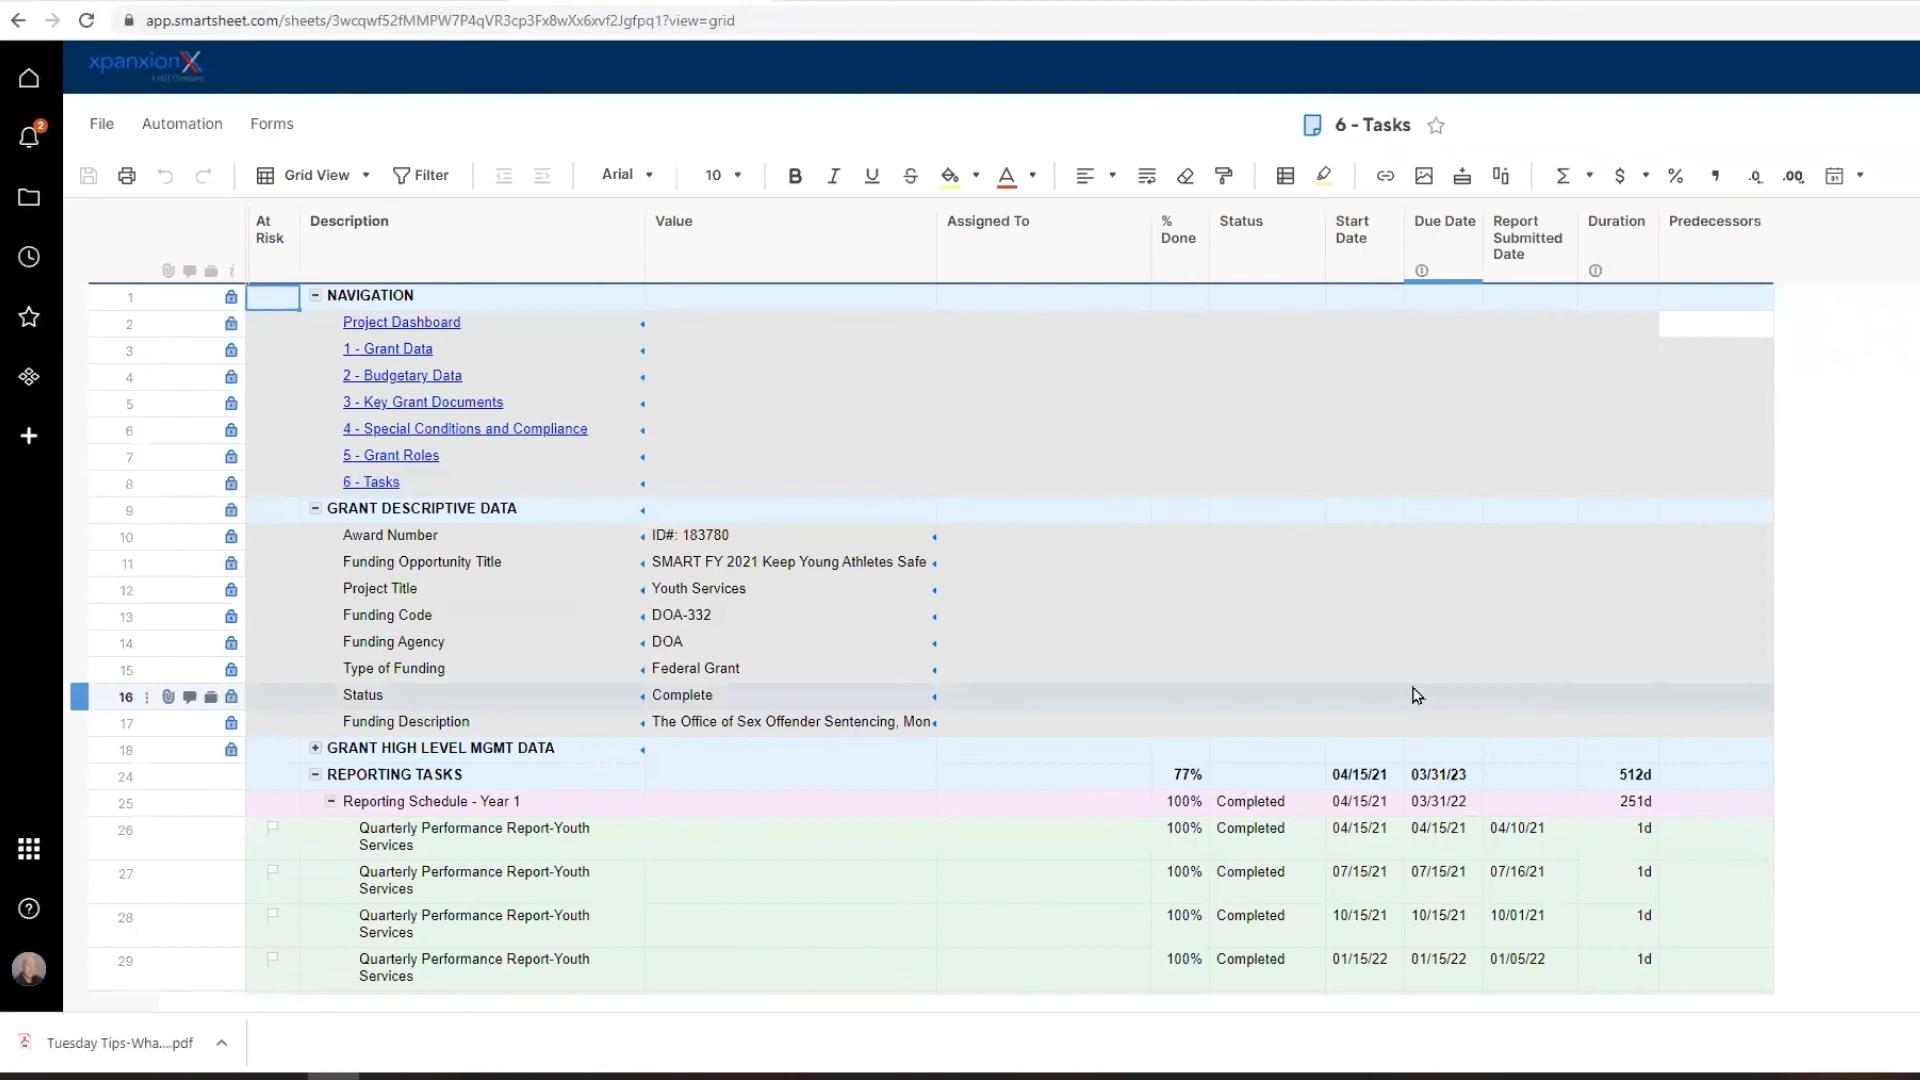 app.smartsheet.com/sheets/3wcqwf52fMMPW7P4qVR3cp3Fx8wXx6xvf2Jgfpq1?view=grid
xpanxion X
2
File Automation Forms
6 - Tasks
Grid View Filter Arial 10 B I U S A Σ $ % , .0 .00 31
At Risk Description Value Assigned To % Done Status Start Date Due Date Report Submitted Date Duration Predecessors
1 NAVIGATION
2 Project Dashboard
3 1 - Grant Data
4 2 - Budgetary Data
5 3 - Key Grant Documents
6 4 - Special Conditions and Compliance
7 5 - Grant Roles
8 6 - Tasks
9 GRANT DESCRIPTIVE DATA
10 Award Number ID#: 183780
11 Funding Opportunity Title SMART FY 2021 Keep Young Athletes Safe
12 Project Title Youth Services
13 Funding Code DOA-332
14 Funding Agency DOA
15 Type of Funding Federal Grant
16 Status Complete
17 Funding Description The Office of Sex Offender Sentencing, Mon
18 GRANT HIGH LEVEL MGMT DATA
24 REPORTING TASKS 77% 04/15/21 03/31/23 512d
25 Reporting Schedule - Year 1 100% Completed 04/15/21 03/31/22 251d
26 Quarterly Performance Report-Youth Services 100% Completed 04/15/21 04/15/21 04/10/21 1d
27 Quarterly Performance Report-Youth Services 100% Completed 07/15/21 07/15/21 07/16/21 1d
28 Quarterly Performance Report-Youth Services 100% Completed 10/15/21 10/15/21 10/01/21 1d
29 Quarterly Performance Report-Youth Services 100% Completed 01/15/22 01/15/22 01/05/22 1d
Tuesday Tips-Wha....pdf